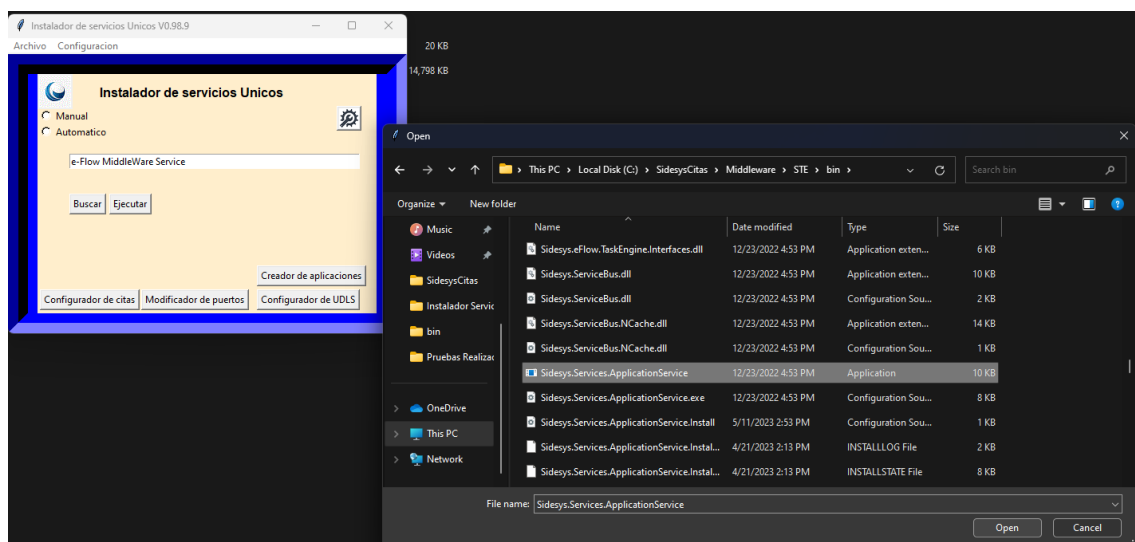 Instalador de servicios Unicos V0.98.9
Archivo Configuracion
20 KB
14,798 KB
Instalador de servicios Unicos
Manual
Automatico
e-Flow MiddleWare Service
Buscar Ejecutar
Creador de aplicaciones
Configurador de citas Modificador de puertos Configurador de UDLS
Open
This PC › Local Disk (C:) › SidesysCitas › Middleware › STE › bin › Search bin
Organize New folder
Name Date modified Type Size
Music
Videos
SidesysCitas
Instalador Servic
bin
Pruebas Realizac
OneDrive
This PC
Network
Sidesys.eFlow.TaskEngine.Interfaces.dll 12/23/2022 4:53 PM Application exten... 6 KB
Sidesys.ServiceBus.dll 12/23/2022 4:53 PM Application exten... 10 KB
Sidesys.ServiceBus.dll 12/23/2022 4:53 PM Configuration Sou... 2 KB
Sidesys.ServiceBus.NCache.dll 12/23/2022 4:53 PM Application exten... 14 KB
Sidesys.ServiceBus.NCache.dll 12/23/2022 4:53 PM Configuration Sou... 1 KB
Sidesys.Services.ApplicationService 12/23/2022 4:53 PM Application 10 KB
Sidesys.Services.ApplicationService.exe 12/23/2022 4:53 PM Configuration Sou... 8 KB
Sidesys.Services.ApplicationService.Install 5/11/2023 2:53 PM Configuration Sou... 1 KB
Sidesys.Services.ApplicationService.Instal... 4/21/2023 2:13 PM INSTALLLOG File 2 KB
Sidesys.Services.ApplicationService.Instal... 4/21/2023 2:13 PM INSTALLSTATE File 8 KB
File name: Sidesys.Services.ApplicationService
Open Cancel